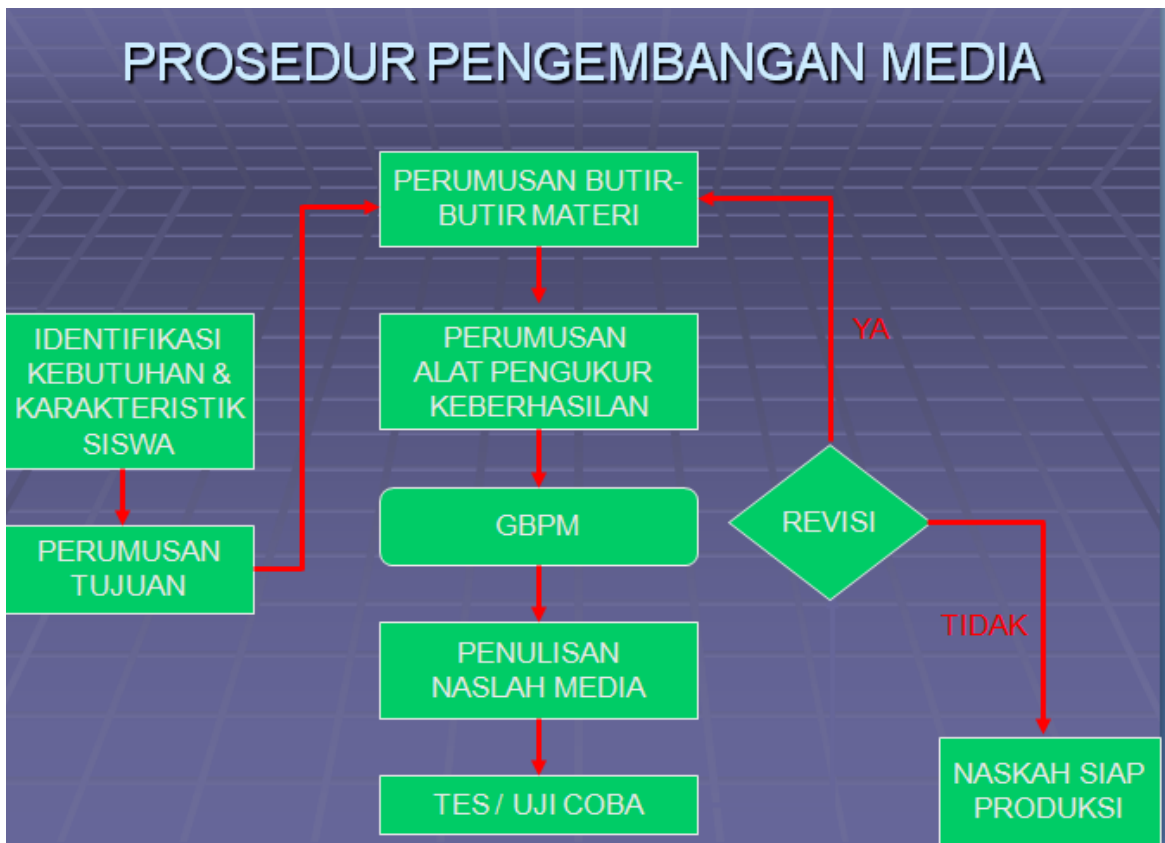 PROSEDUR PENGEMBANGAN MEDIA
IDENTIFIKASI
KEBUTUHAN &
KARAKTERISTIK
SISWA
PERUMUSAN
TUJUAN
PERUMUSAN BUTIR-
BUTIR MATERI
PERUMUSAN
ALAT PENGUKUR
KEBERHASILAN
GBPM
PENULISAN
NASLAH MEDIA
TES / UJI COBA
REVISI
YA
TIDAK
NASKAH SIAP
PRODUKSI